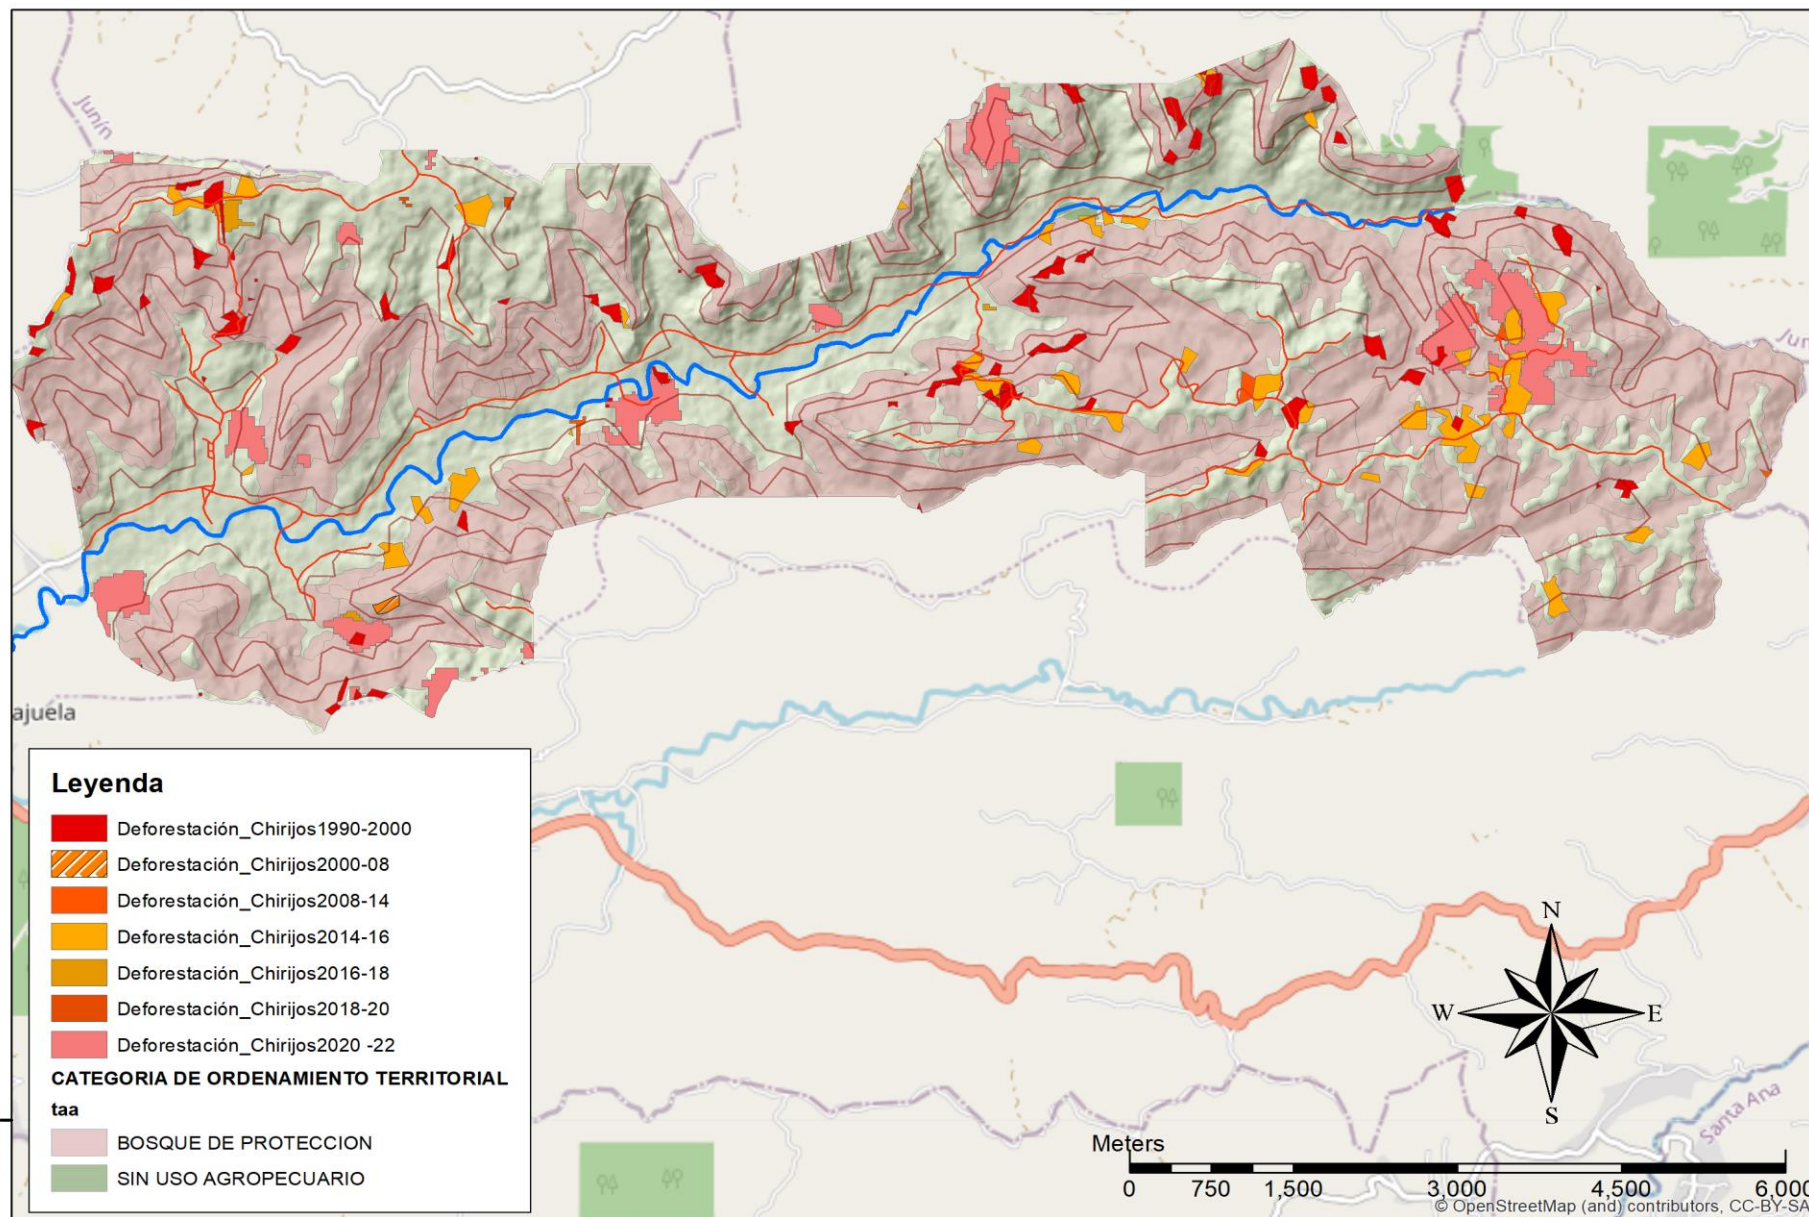 Junín
Jun
ajuela
Leyenda
Deforestación_Chirijos1990-2000
Deforestación_Chirijos2000-08
Deforestación_Chirijos2008-14
Deforestación_Chirijos2014-16
Deforestación_Chirijos2016-18
Deforestación_Chirijos2018-20
Deforestación_Chirijos2020 -22
CATEGORIA DE ORDENAMIENTO TERRITORIAL
taa
BOSQUE DE PROTECCION
SIN USO AGROPECUARIO
N
W
E
S
Santa Ana
Meters
0 750 1,500 3,000 4,500 6,000
© OpenStreetMap (and) contributors, CC-BY-SA